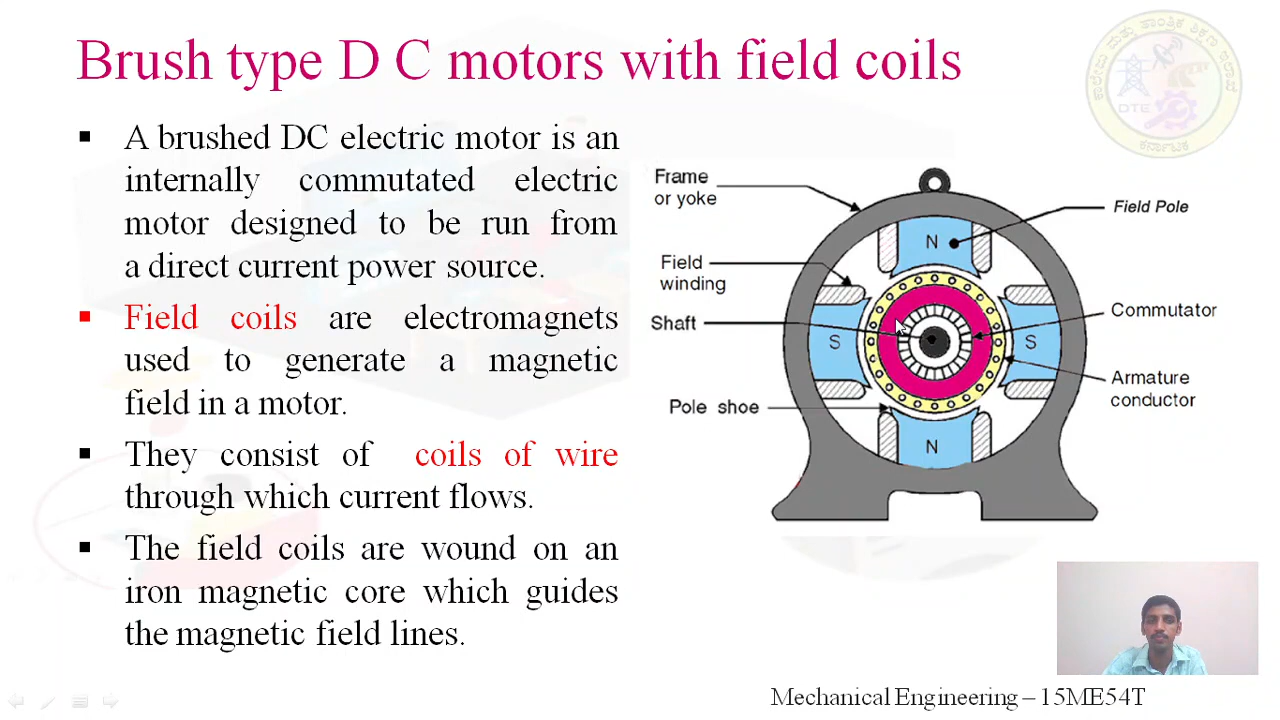 Brush type D C motors with field coils
A brushed DC electric motor is an
internally commutated electric
motor designed to be run from
a direct current power source.
Field coils are electromagnets
used to generate a magnetic
field in a motor.
They consist of coils of wire
through which current flows.
The field coils are wound on an
iron magnetic core which guides
the magnetic field lines.
Frame
or yoke
Field Pole
N
Field
winding
Commutator
Shaft
S
S
Armature
conductor
Pole shoe
N
DTE
ಕರ್ನಾಟಕ
Mechanical Engineering – 15ME54T